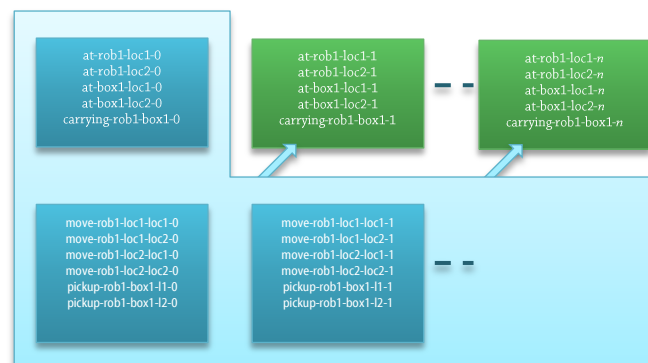 at-rob1-loc1-0
at-rob1-loc2-0
at-box1-loc1-0
at-box1-loc2-0
carrying-rob1-box1-0
at-rob1-loc1-1
at-rob1-loc2-1
at-box1-loc1-1
at-box1-loc2-1
carrying-rob1-box1-1
at-rob1-loc1-n
at-rob1-loc2-n
at-box1-loc1-n
at-box1-loc2-n
carrying-rob1-box1-n
move-rob1-loc1-loc1-0
move-rob1-loc1-loc2-0
move-rob1-loc2-loc1-0
move-rob1-loc2-loc2-0
pickup-rob1-box1-l1-0
pickup-rob1-box1-l2-0
move-rob1-loc1-loc1-1
move-rob1-loc1-loc2-1
move-rob1-loc2-loc1-1
move-rob1-loc2-loc2-1
pickup-rob1-box1-l1-1
pickup-rob1-box1-l2-1